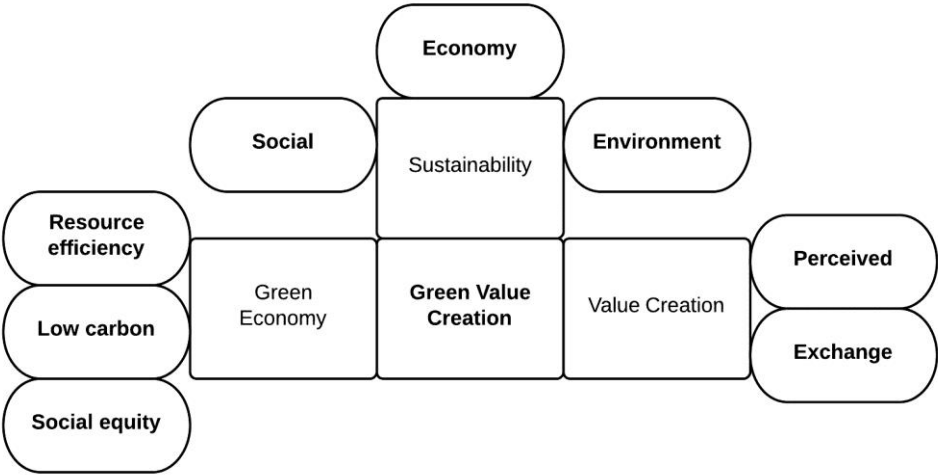 Economy
Social
Sustainability
Environment
Resource
efficiency
Low carbon
Social equity
Green
Economy
Green Value
Creation
Value Creation
Perceived
Exchange